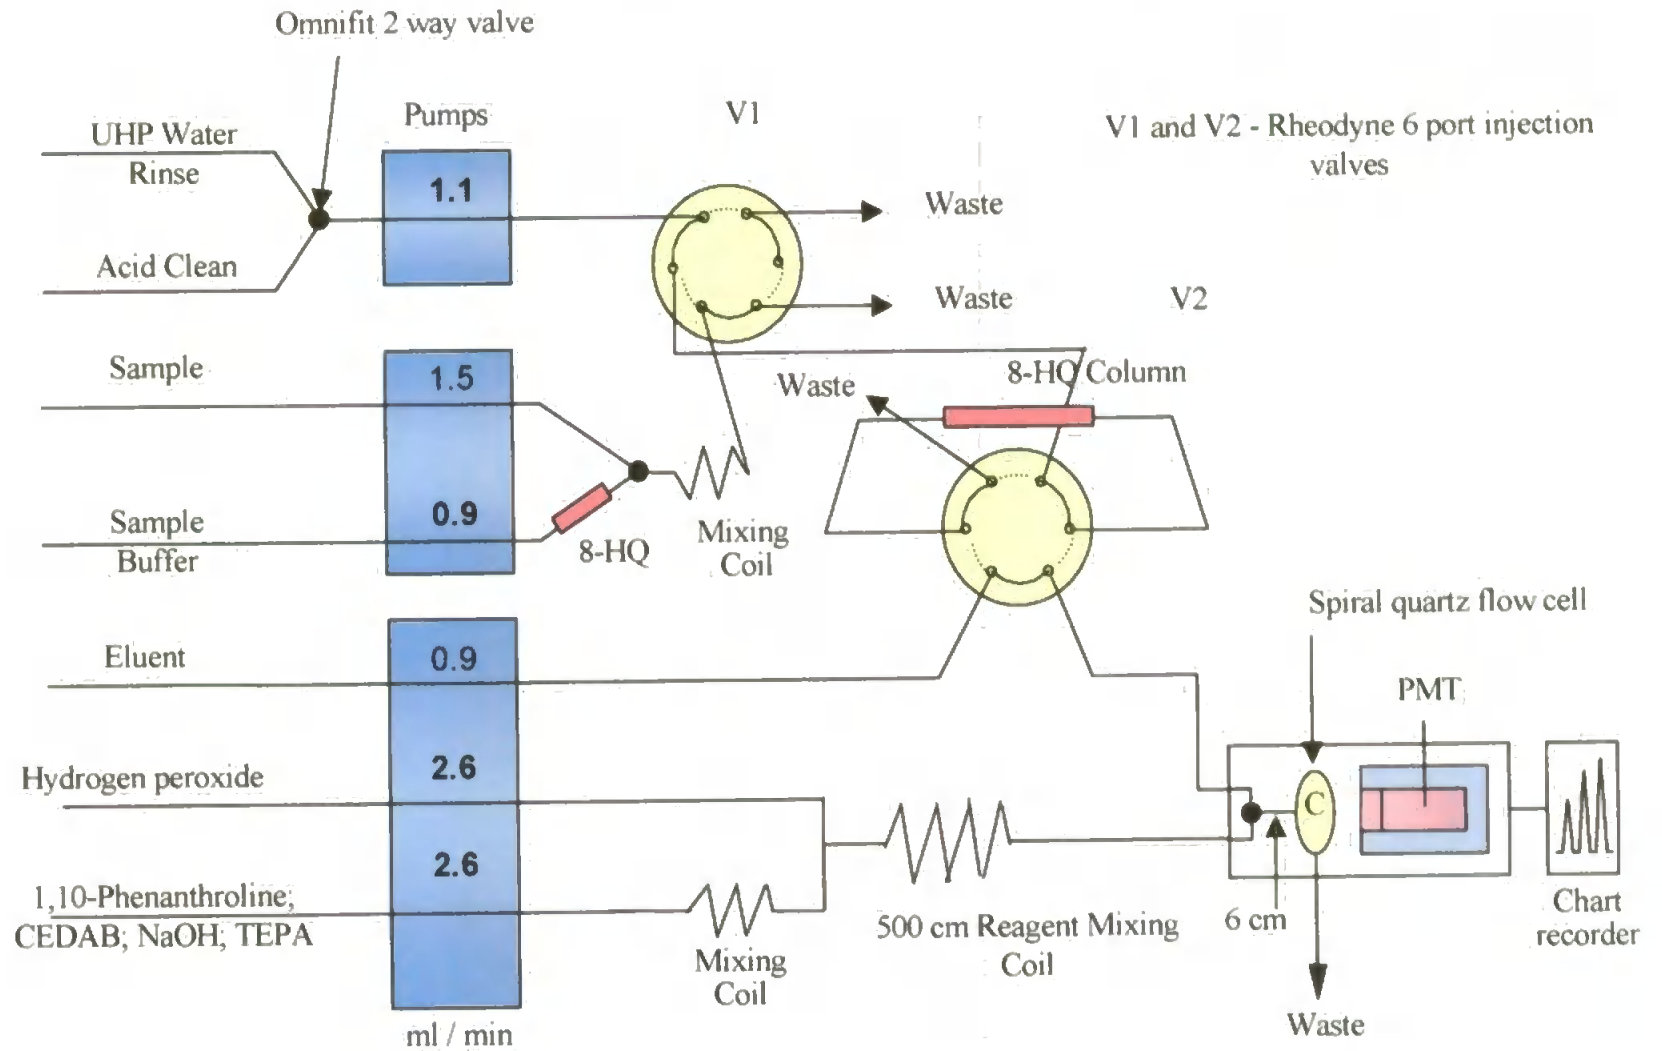 Omnifit 2 way valve
UHP Water
Rinse
Pumps
V1
V1 and V2 - Rheodyne 6 port injection
valves
1.1
Waste
Acid Clean
Waste
V2
Sample
1.5
Waste
8-HQ Column
Sample
Buffer
0.9
8-HQ
Mixing
Coil
Spiral quartz flow cell
Eluent
0.9
PMT
Hydrogen peroxide
2.6
C
2.6
1,10-Phenanthroline;
CEDAB; NaOH; TEPA
Mixing
Coil
500 cm Reagent Mixing
Coil
6 cm
Chart
recorder
Waste
ml / min